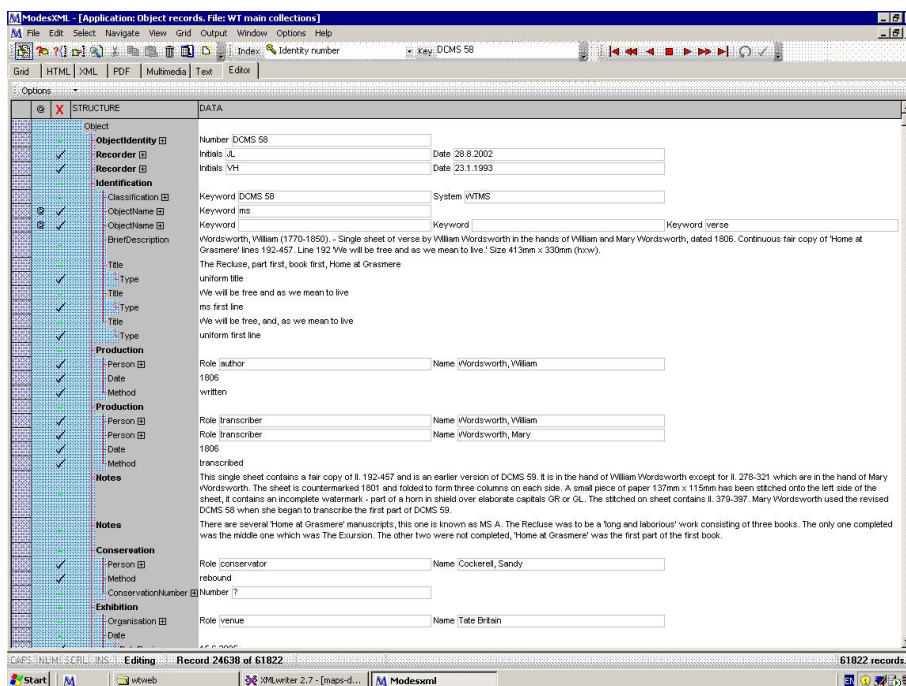 ModesXML - [Application: Object records. File: WT main collections]
File Edit Select Navigate View Grid Output Window Options Help
Index Identity number Key DCMS 58
Grid HTML XML PDF Multimedia Text Editor
Options
@ X STRUCTURE DATA
Object
ObjectIdentity Number DCMS 58
Recorder Initials JL Date 28.8.2002
Recorder Initials VH Date 23.1.1993
Identification
Classification Keyword DCMS 58 System WTMS
@ ObjectName Keyword ms
@ ObjectName Keyword Keyword Keyword verse
BriefDescription Wordsworth, William (1770-1850). - Single sheet of verse by William Wordsworth in the hands of William and Mary Wordsworth, dated 1806. Continuous fair copy of 'Home at
Grasmere' lines 192-457. Line 192 'We will be free and as we mean to live.' Size 413mm x 330mm (hxw).
Title The Recluse, part first, book first, Home at Grasmere
Type uniform title
Title We will be free and as we mean to live
Type ms first line
Title We will be free, and, as we mean to live
Type uniform first line
Production
Person Role author Name Wordsworth, William
Date 1806
Method written
Production
Person Role transcriber Name Wordsworth, William
Person Role transcriber Name Wordsworth, Mary
Date 1806
Method transcribed
Notes This single sheet contains a fair copy of ll. 192-457 and is an earlier version of DCMS 59. It is in the hand of William Wordsworth except for ll. 278-321 which are in the hand of Mary
Wordsworth. The sheet is countermarked 1801 and folded to form three columns on each side. A small piece of paper 137mm x 115mm has been stitched onto the left side of the
sheet, it contains an incomplete watermark - part of a horn in shield over elaborate capitals GR or GL. The stitched on sheet contains ll. 379-397. Mary Wordsworth used the revised
DCMS 58 when she began to transcribe the first part of DCMS 59.
Notes There are several 'Home at Grasmere' manuscripts, this one is known as MS A. The Recluse was to be a 'long and laborious' work consisting of three books. The only one completed
was the middle one which was The Exursion. The other two were not completed, 'Home at Grasmere' was the first part of the first book.
Conservation
Person Role conservator Name Cockerell, Sandy
Method rebound
ConservationNumber Number ?
Exhibition
Organisation Role venue Name Tate Britain
Date
CAPS NUM SCRL INS Editing Record 24638 of 61822 61822 records.
Start wtweb XMLwriter 2.7 - [maps-d... Modesxml EN